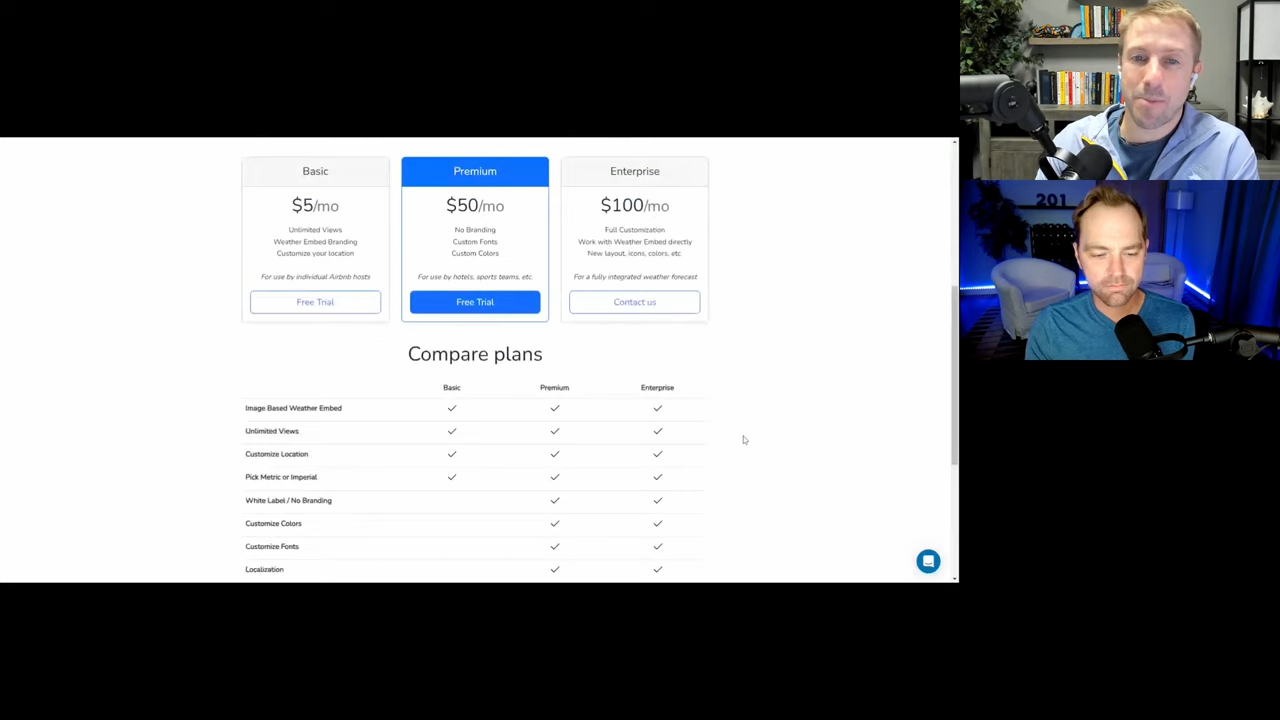 Basic
$5/mo
Unlimited Views
Weather Embed Branding
Customize your location
For use by individual Airbnb hosts
Free Trial
Premium
$50/mo
No Branding
Custom Fonts
Custom Colors
For use by hotels, sports teams, etc.
Free Trial
Enterprise
$100/mo
Full Customization
Work with Weather Embed directly
New layout, icons, colors, etc
For a fully integrated weather forecast
Contact us
Compare plans
Basic Premium Enterprise
Image Based Weather Embed
Unlimited Views
Customize Location
Pick Metric or Imperial
White Label / No Branding
Customize Colors
Customize Fonts
Localization
201